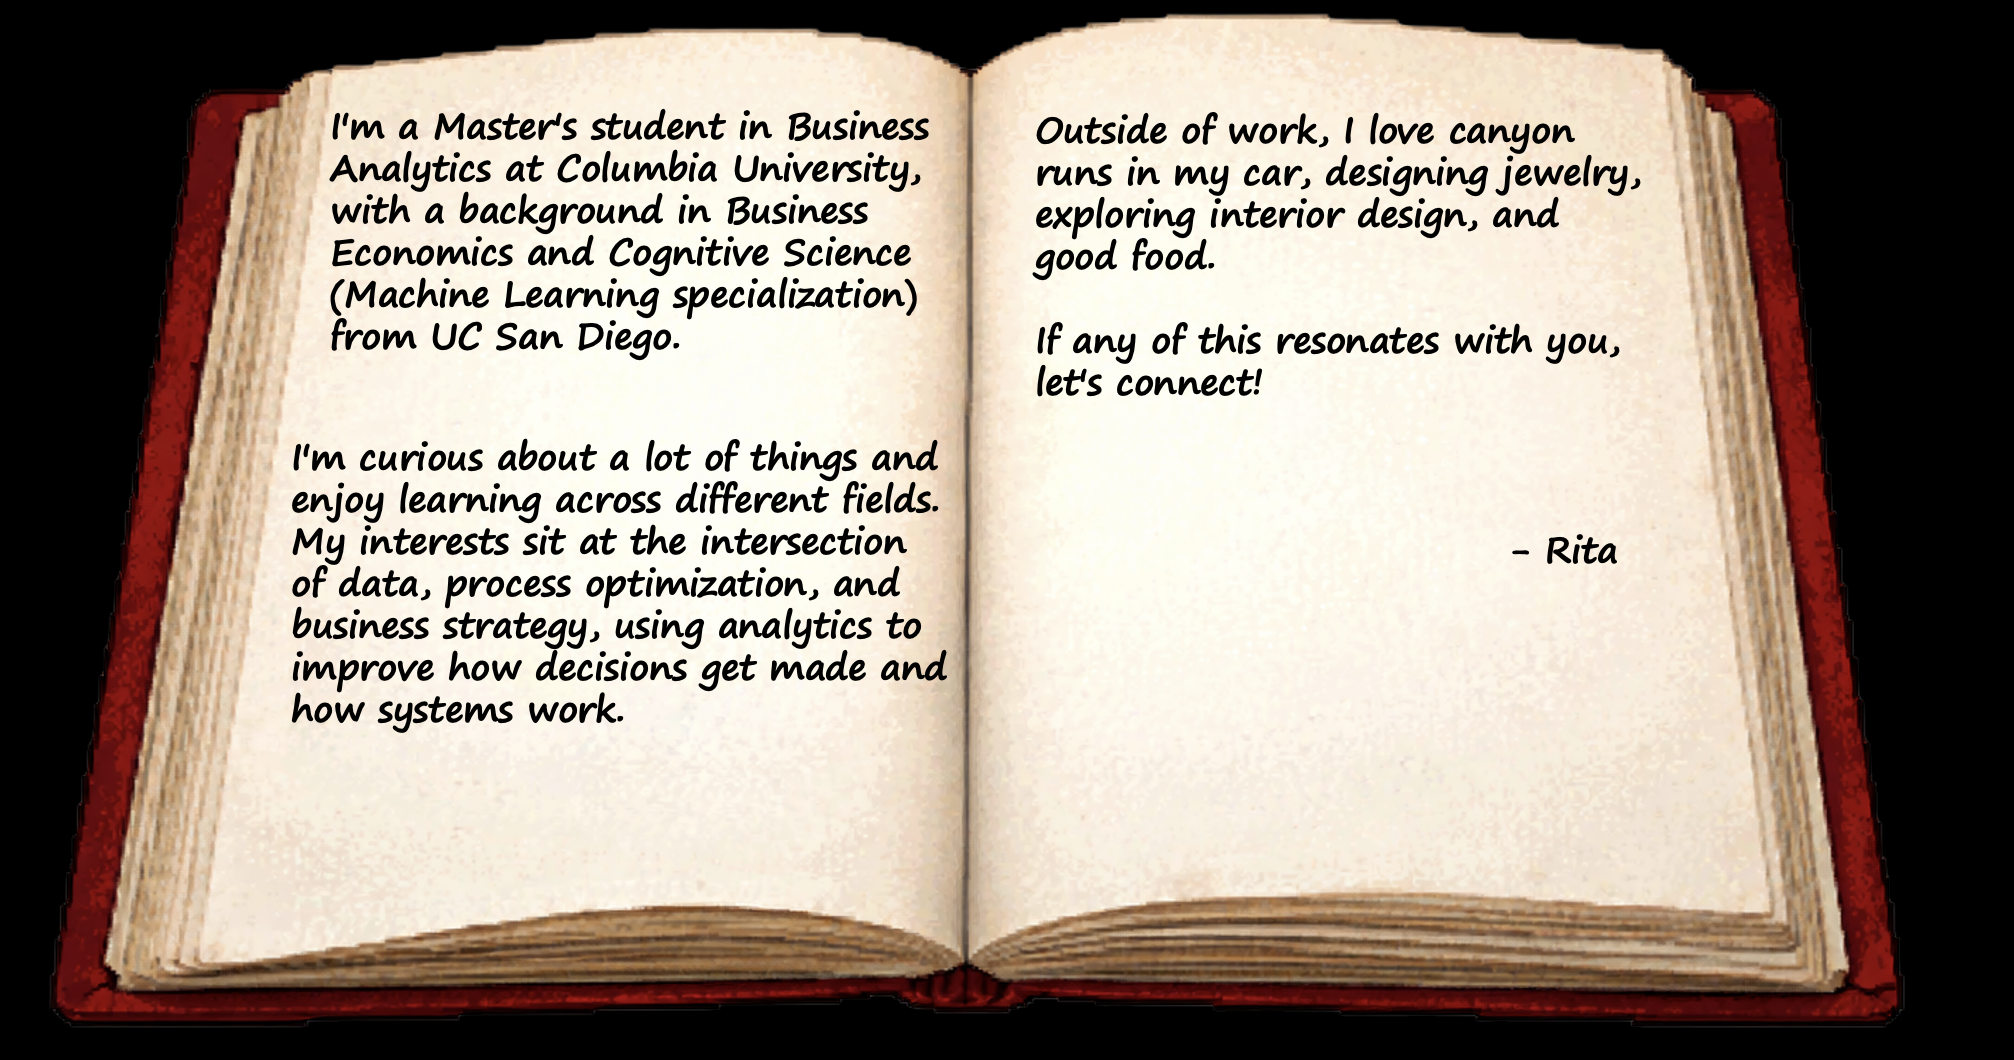 I'm a Master's student in Business
Analytics at Columbia University,
with a background in Business
Economics and Cognitive Science
(Machine Learning specialization)
from UC San Diego.
I'm curious about a lot of things and
enjoy learning across different fields.
My interests sit at the intersection
of data, process optimization, and
business strategy, using analytics to
improve how decisions get made and
how systems work.
Outside of work, I love canyon
runs in my car, designing jewelry,
exploring interior design, and
good food.
If any of this resonates with you,
let's connect!
– Rita